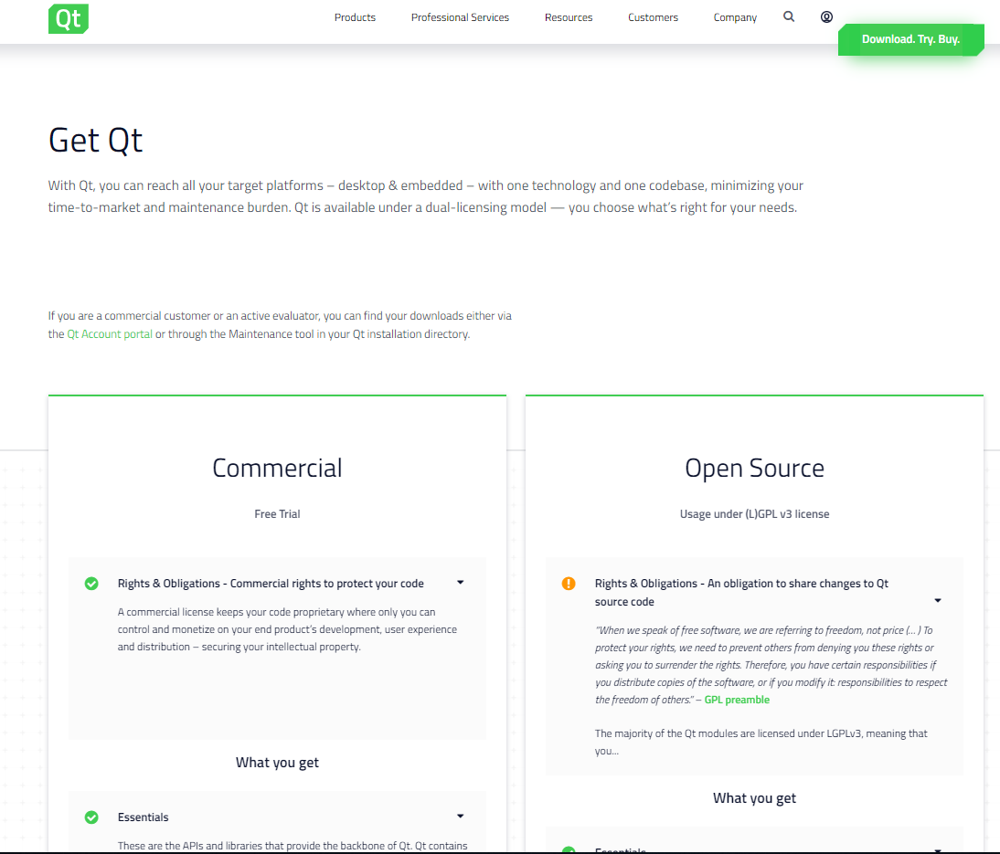 Qt
Products
Professional Services
Resources
Customers
Company
Download. Try. Buy.
Get Qt
With Qt, you can reach all your target platforms – desktop & embedded – with one technology and one codebase, minimizing your
time-to-market and maintenance burden. Qt is available under a dual-licensing model — you choose what's right for your needs.
If you are a commercial customer or an active evaluator, you can find your downloads either via
the Qt Account portal or through the Maintenance tool in your Qt installation directory.
Commercial
Free Trial
Rights & Obligations - Commercial rights to protect your code
A commercial license keeps your code proprietary where only you can
control and monetize on your end product's development, user experience
and distribution – securing your intellectual property.
What you get
Essentials
These are the APIs and libraries that provide the backbone of Qt. Qt contains
Open Source
Usage under (L)GPL v3 license
Rights & Obligations - An obligation to share changes to Qt
source code
"When we speak of free software, we are referring to freedom, not price (... ) To
protect your rights, we need to prevent others from denying you these rights or
asking you to surrender the rights. Therefore, you have certain responsibilities if
you distribute copies of the software, or if you modify it: responsibilities to respect
the freedom of others." – GPL preamble
The majority of the Qt modules are licensed under LGPLv3, meaning that
you...
What you get
Essentials